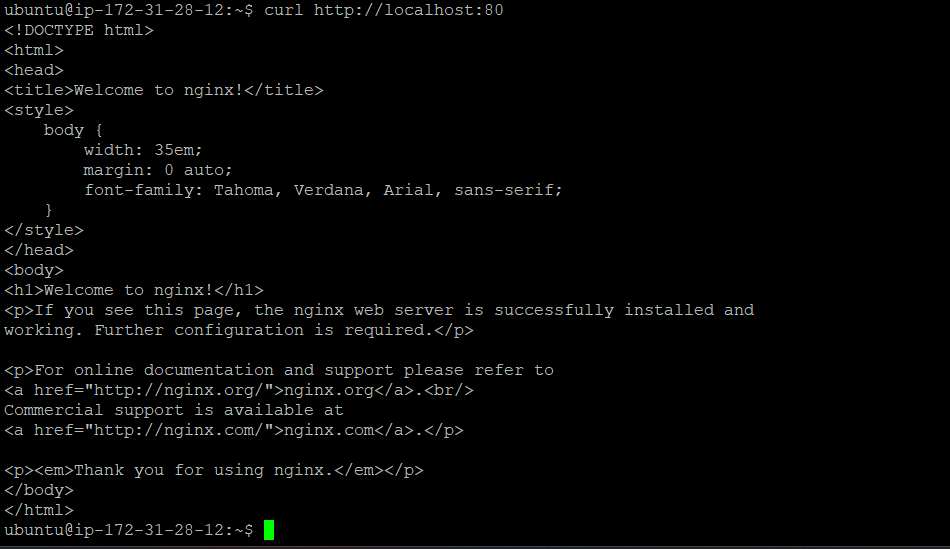 ubuntu@ip-172-31-28-12:~$ curl http://localhost:80
<!DOCTYPE html>
<html>
<head>
<title>Welcome to nginx!</title>
<style>
    body {
        width: 35em;
        margin: 0 auto;
        font-family: Tahoma, Verdana, Arial, sans-serif;
    }
</style>
</head>
<body>
<h1>Welcome to nginx!</h1>
<p>If you see this page, the nginx web server is successfully installed and
working. Further configuration is required.</p>

<p>For online documentation and support please refer to
<a href="http://nginx.org/">nginx.org</a>.<br/>
Commercial support is available at
<a href="http://nginx.com/">nginx.com</a>.</p>

<p><em>Thank you for using nginx.</em></p>
</body>
</html>
ubuntu@ip-172-31-28-12:~$